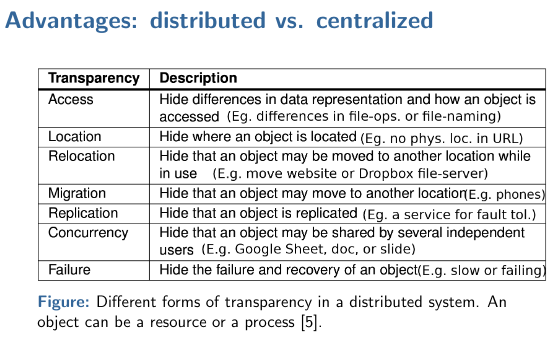 Advantages: distributed vs. centralized
Transparency Description
Access Hide differences in data representation and how an object is
accessed (Eg. differences in file-ops. or file-naming)
Location Hide where an object is located (Eg. no phys. loc. in URL)
Relocation Hide that an object may be moved to another location while
in use (E.g. move website or Dropbox file-server)
Migration Hide that an object may move to another location(E.g. phones)
Replication Hide that an object is replicated (Eg. a service for fault tol.)
Concurrency Hide that an object may be shared by several independent
users (E.g. Google Sheet, doc, or slide)
Failure Hide the failure and recovery of an object(E.g. slow or failing)
Figure: Different forms of transparency in a distributed system. An
object can be a resource or a process [5].